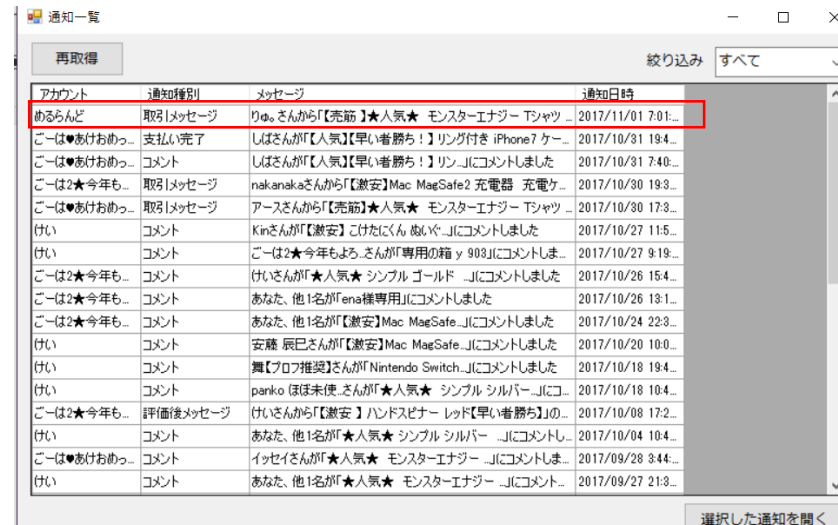 通知一覧
再取得 絞り込み すべて
アカウント 通知種別 メッセージ 通知日時
めるらんど 取引メッセージ りゅ。さんから「【売筋】★人気★ モンスターエナジー Tシャツ ... 2017/11/01 7:01:...
ごーは♥あけおめっ... 支払い完了 しばさんが「【人気】【早い者勝ち！】リング付き iPhone7 ケー... 2017/10/31 19:4...
ごーは♥あけおめっ... コメント しばさんが「【人気】【早い者勝ち！】リン...」にコメントしました 2017/10/31 7:40:...
ごーは2★今年も... 取引メッセージ nakanakaさんから「【激安】Mac MagSafe2 充電器 充電ケ... 2017/10/30 19:3...
ごーは♥あけおめっ... 取引メッセージ アースさんから「【売筋】★人気★ モンスターエナジー Tシャツ ... 2017/10/30 17:3...
けい コメント Kinさんが「【激安】こけたにくん ぬいぐ...」にコメントしました 2017/10/27 11:5...
けい コメント ごーは2★今年もよろ...さんが「専用の箱 y 903」にコメントしま... 2017/10/27 9:19:...
ごーは2★今年も... コメント けいさんが「★人気★ シンプル ゴールド ...」にコメントしました 2017/10/26 15:4...
ごーは2★今年も... コメント あなた、他1名が「ena様専用」にコメントしました 2017/10/26 13:1...
ごーは2★今年も... コメント あなた、他1名が「【激安】Mac MagSafe...」にコメントしました 2017/10/24 22:3...
けい コメント 安藤 辰巳さんが「【激安】Mac MagSafe...」にコメントしました 2017/10/20 10:0...
けい コメント 舞【プロフ推奨】さんが「Nintendo Switch...」にコメントしました 2017/10/18 19:4...
けい コメント panko ほぼ未使...さんが「★人気★ シンプル シルバー...」にコ... 2017/10/18 10:4...
ごーは2★今年も... 評価後メッセージ けいさんから「【激安 】ハンドスピナー レッド【早い者勝ち】」の... 2017/10/08 17:2...
けい コメント あなた、他1名が「★人気★ シンプル シルバー ...」にコメントし... 2017/10/04 10:4...
ごーは♥あけおめっ... コメント イッセイさんが「★人気★ モンスターエナジー ...」にコメントしま... 2017/09/28 3:44:...
けい コメント あなた、他1名が「★人気★ モンスターエナジー ...」にコメント... 2017/09/27 21:3...
選択した通知を開く